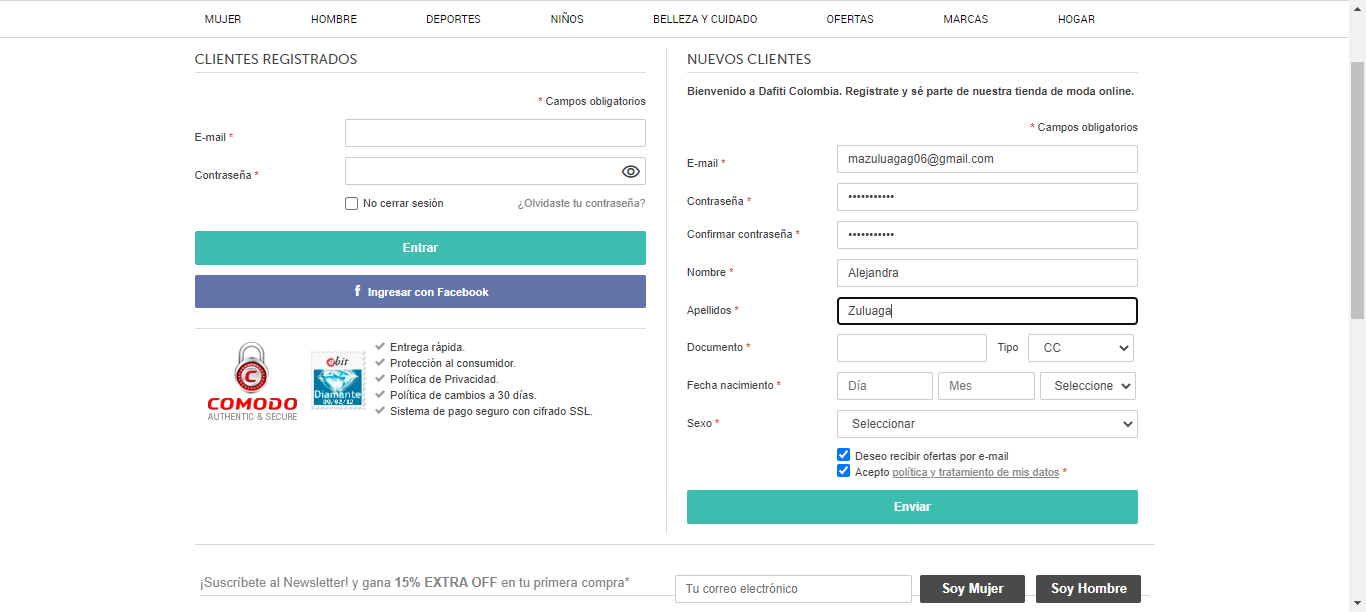 MUJER HOMBRE DEPORTES NIÑOS BELLEZA Y CUIDADO OFERTAS MARCAS HOGAR
CLIENTES REGISTRADOS
* Campos obligatorios
E-mail *
Contraseña *
No cerrar sesión ¿Olvidaste tu contraseña?
Entrar
f Ingresar con Facebook
C
COMODO
AUTHENTIC & SECURE
ebit
Diamante
09/02/12
Entrega rápida.
Protección al consumidor.
Política de Privacidad.
Política de cambios a 30 días.
Sistema de pago seguro con cifrado SSL.
NUEVOS CLIENTES
Bienvenido a Dafiti Colombia. Registrate y sé parte de nuestra tienda de moda online.
* Campos obligatorios
E-mail * mazuluagag06@gmail.com
Contraseña * •••••••••••
Confirmar contraseña * •••••••••••
Nombre * Alejandra
Apellidos * Zuluaga
Documento * Tipo CC
Fecha nacimiento * Día Mes Seleccione
Sexo * Seleccionar
Deseo recibir ofertas por e-mail
Acepto política y tratamiento de mis datos *
Enviar
¡Suscríbete al Newsletter! y gana 15% EXTRA OFF en tu primera compra* Tu correo electrónico Soy Mujer Soy Hombre